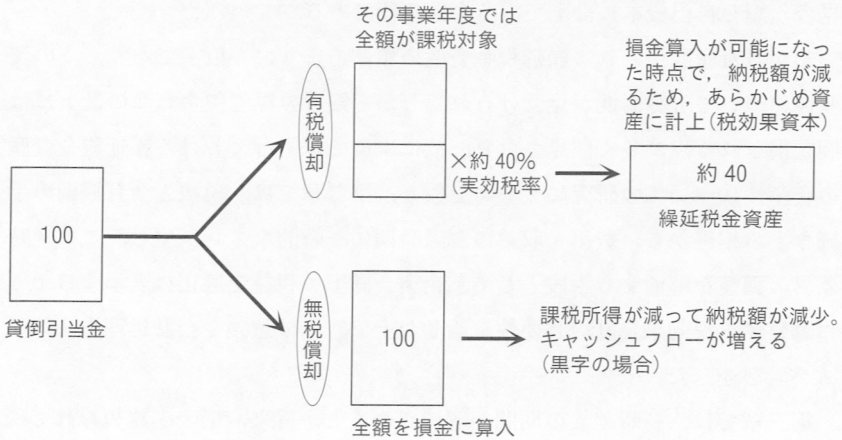 その事業年度では
全額が課税対象
損金算入が可能になっ
た時点で，納税額が減
るため，あらかじめ資
産に計上（税効果資本）
有税償却
×約40%
（実効税率）
約40
繰延税金資産
100
貸倒引当金
無税償却
100
課税所得が減って納税額が減少。
キャッシュフローが増える
（黒字の場合）
全額を損金に算入